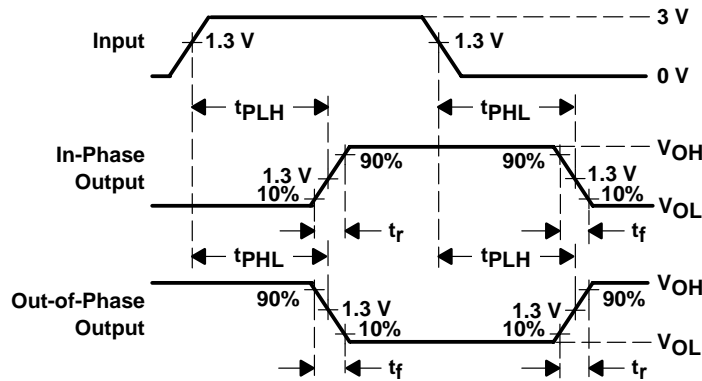 3 V
Input
1.3 V
1.3 V
0 V
tPLH
tPHL
In-Phase
Output
VOH
90%
90%
1.3 V
1.3 V
10%
10%
VOL
tr
tf
tPHL
tPLH
Out-of-Phase
Output
VOH
90%
90%
1.3 V
1.3 V
10%
10%
VOL
tf
tr